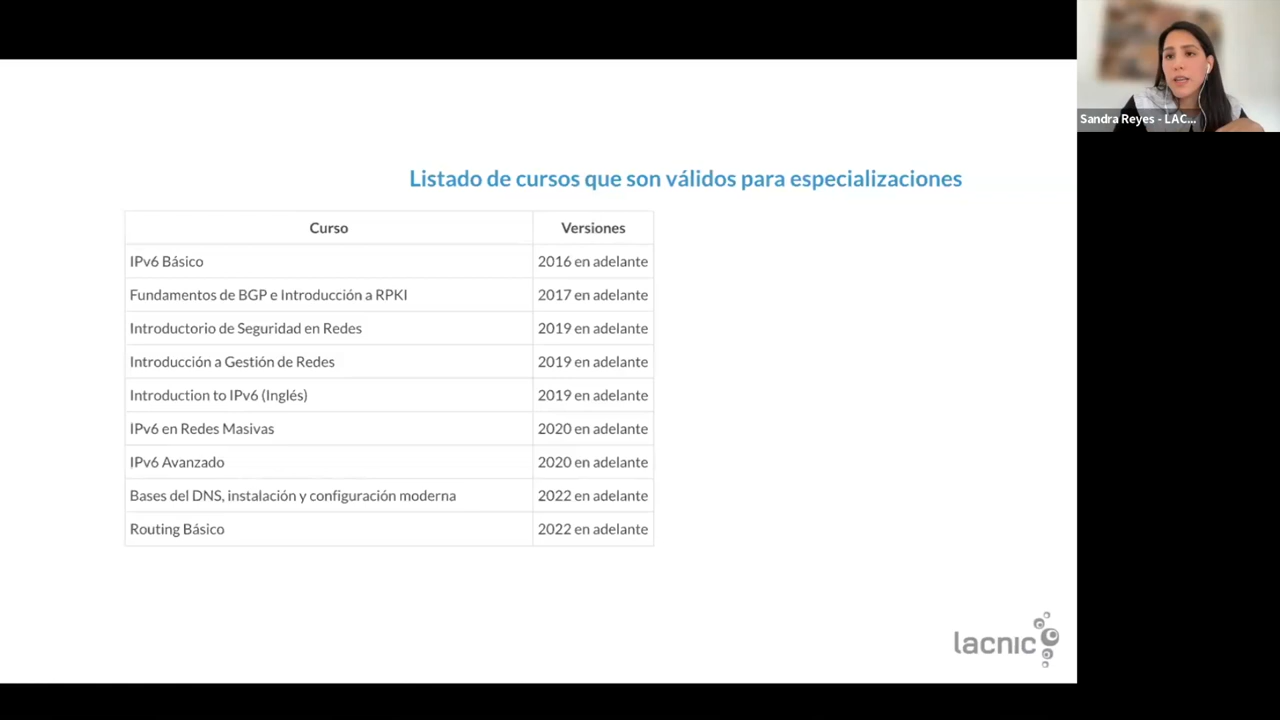 Sandra Reyes - LAC...
Listado de cursos que son válidos para especializaciones
Curso Versiones
IPv6 Básico 2016 en adelante
Fundamentos de BGP e Introducción a RPKI 2017 en adelante
Introductorio de Seguridad en Redes 2019 en adelante
Introducción a Gestión de Redes 2019 en adelante
Introduction to IPv6 (Inglés) 2019 en adelante
IPv6 en Redes Masivas 2020 en adelante
IPv6 Avanzado 2020 en adelante
Bases del DNS, instalación y configuración moderna 2022 en adelante
Routing Básico 2022 en adelante
lacnic